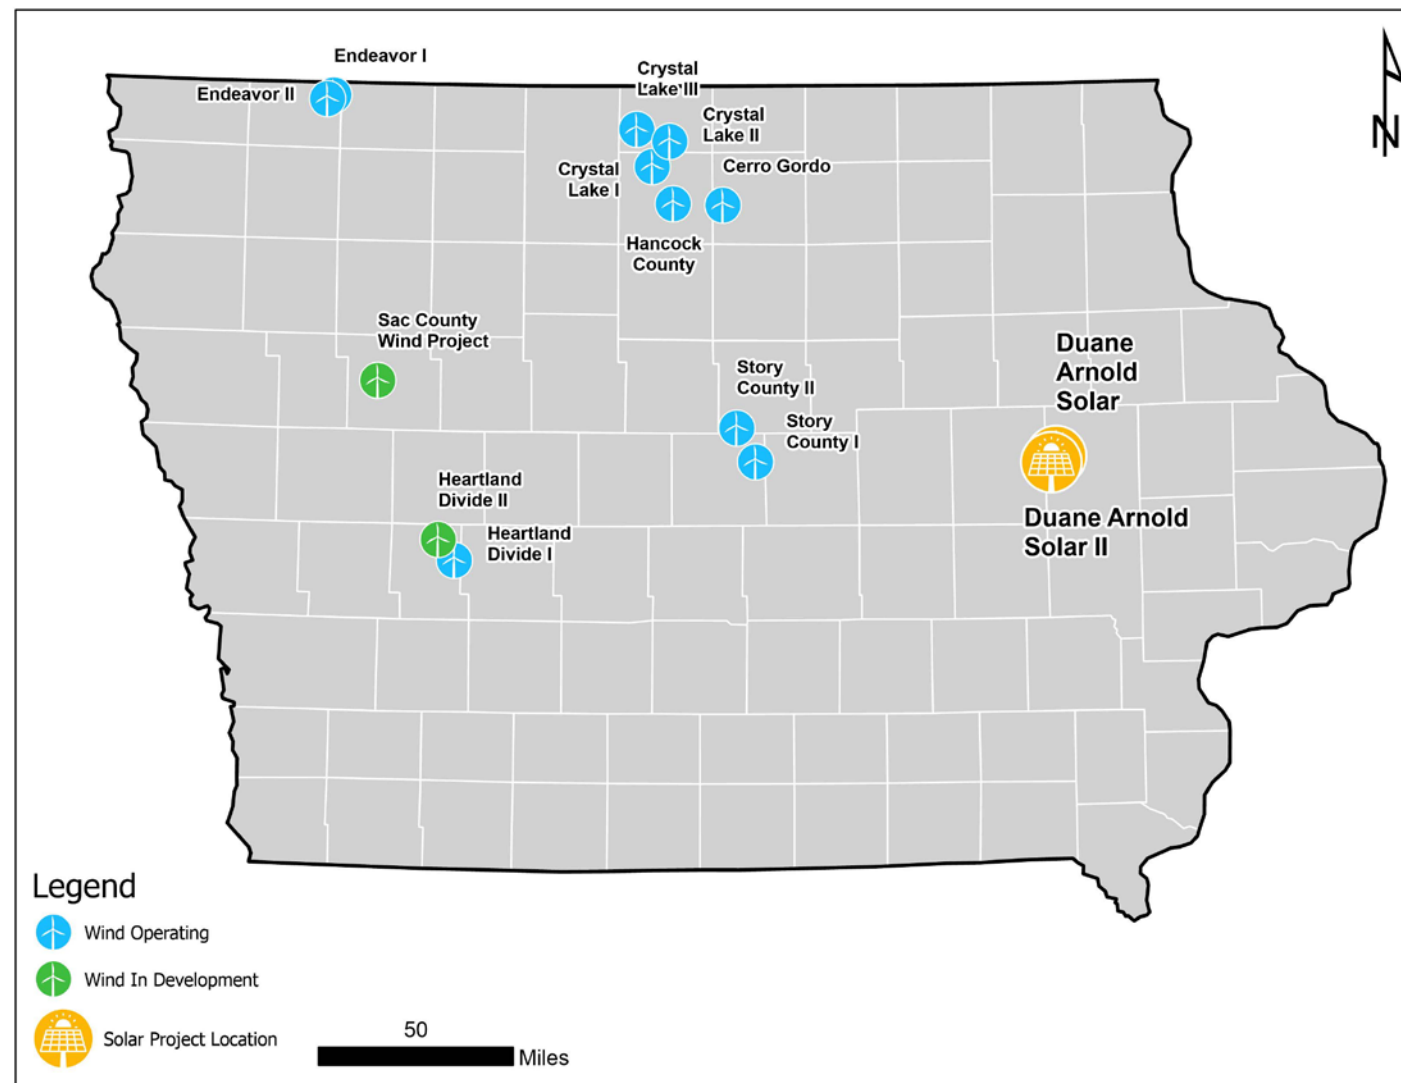 Endeavor I
Endeavor II
Crystal
Lake III
Crystal
Lake II
Crystal
Lake I
Cerro Gordo
Hancock
County
Sac County
Wind Project
Story
County II
Story
County I
Duane
Arnold
Solar
Duane Arnold
Solar II
Heartland
Divide II
Heartland
Divide I
N
Legend
Wind Operating
Wind In Development
Solar Project Location
50
Miles